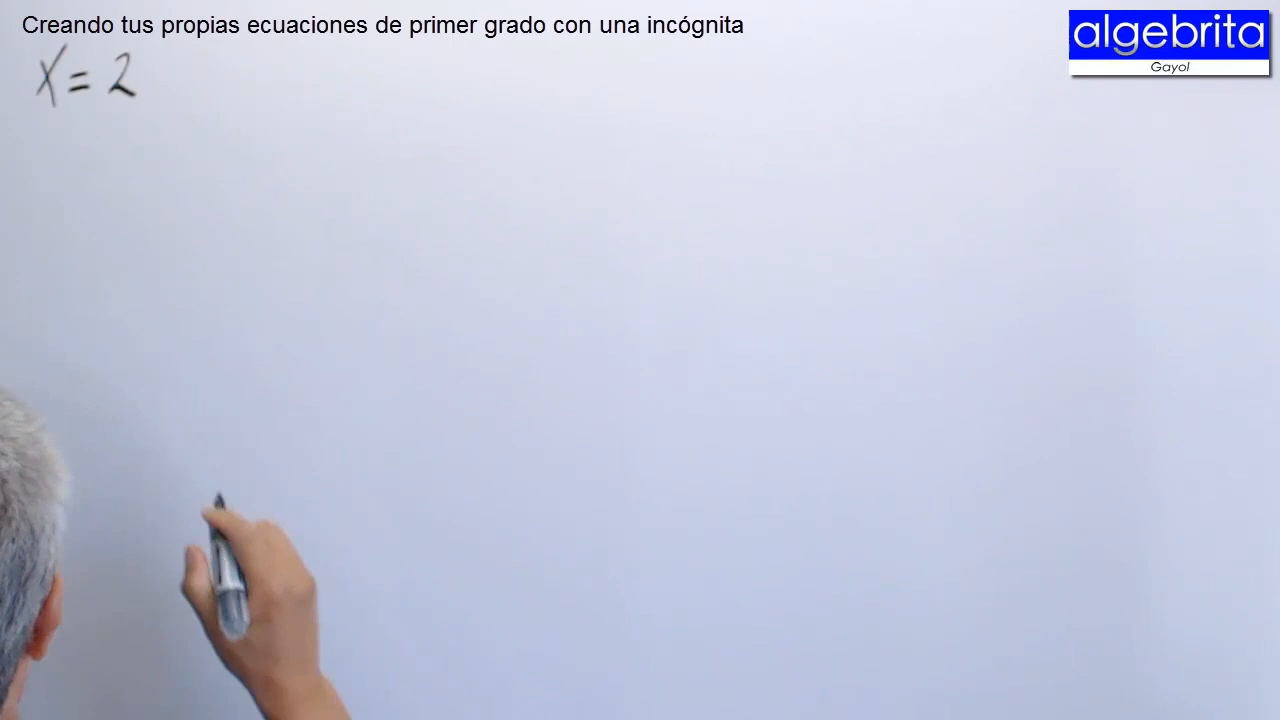 Creando tus propias ecuaciones de primer grado con una incógnita
algebrita
Gayol
X = 2